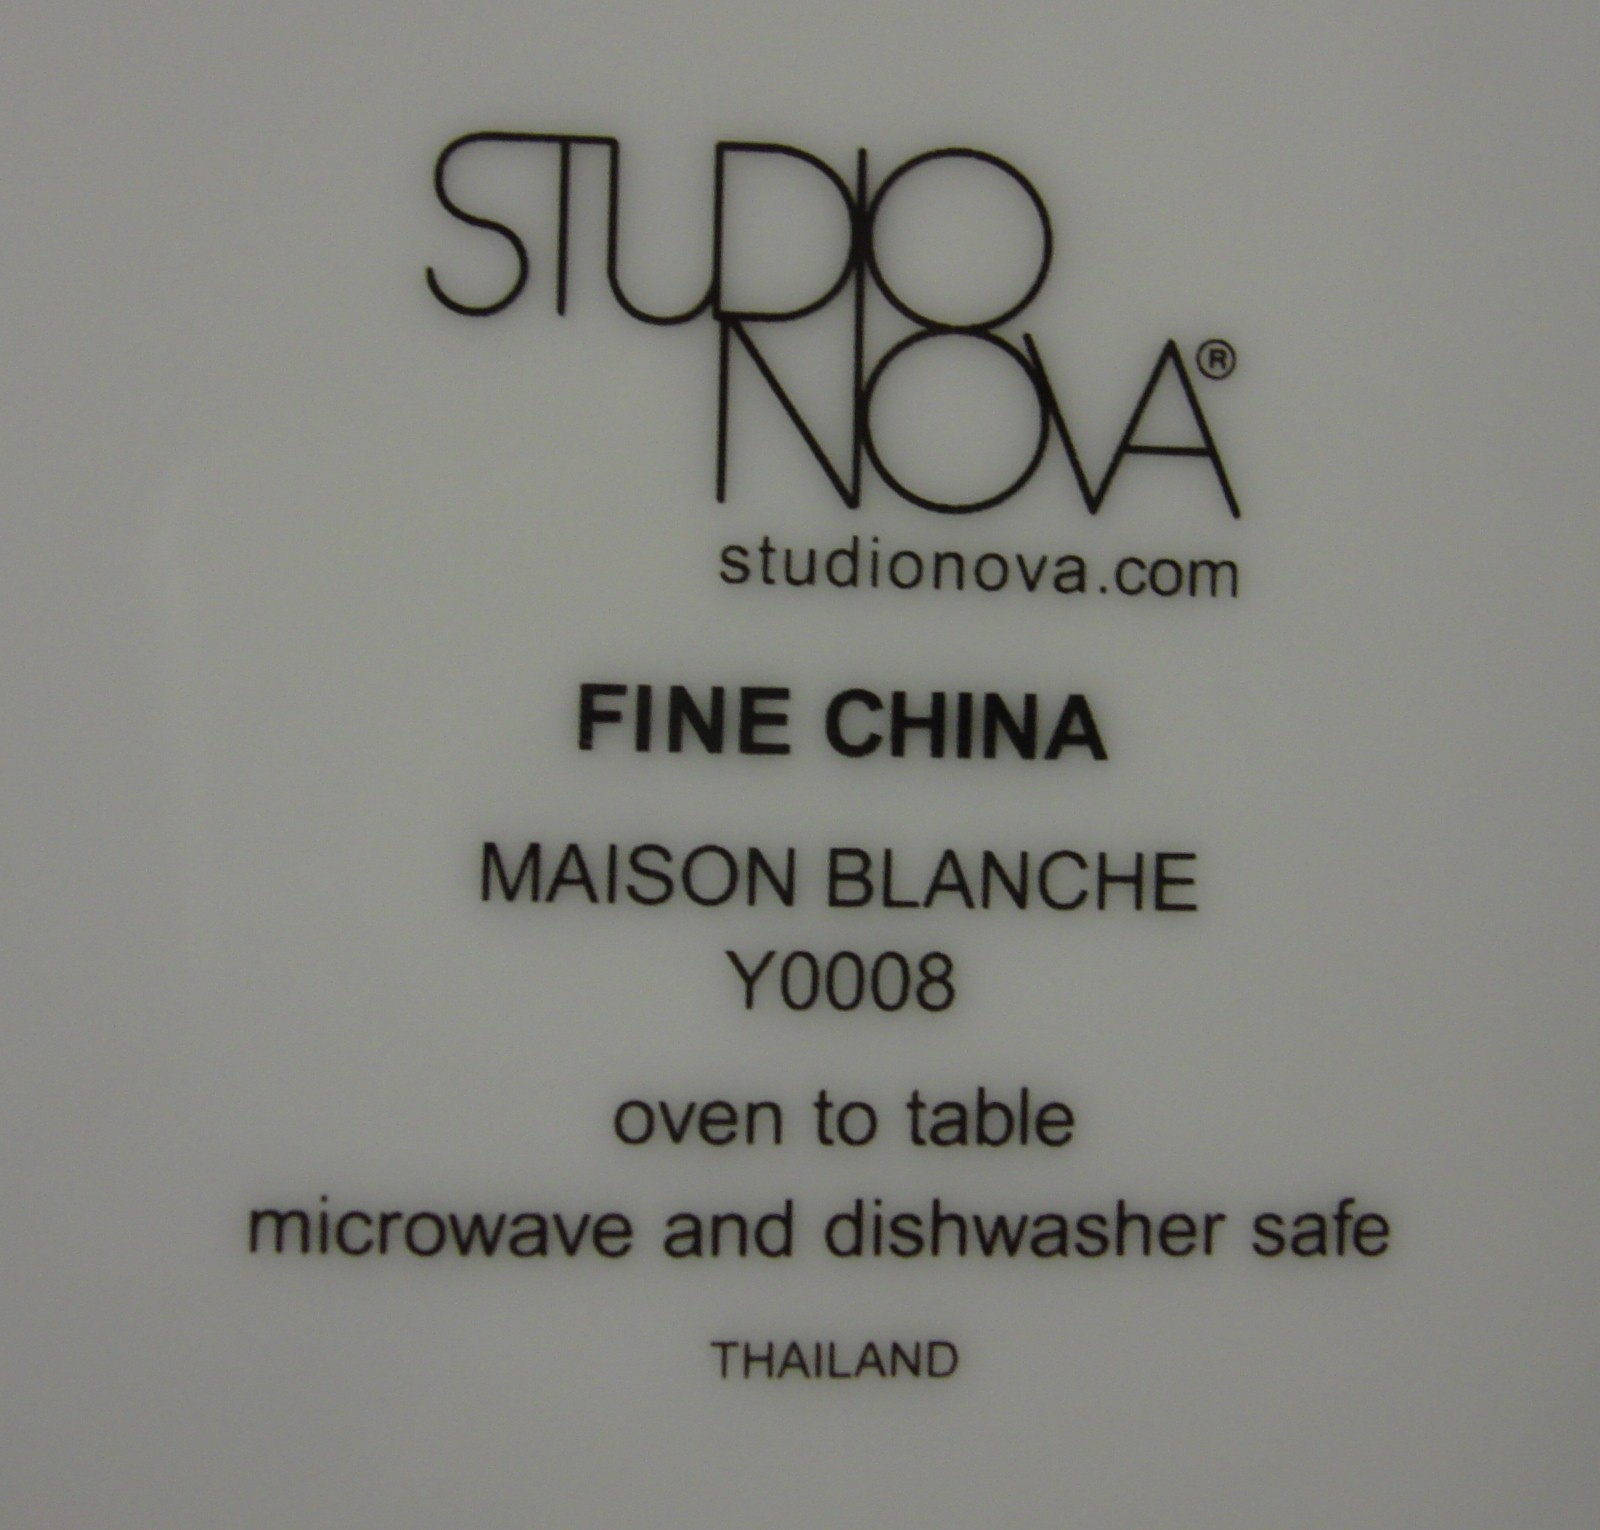 STUDIO
NOVA®
studionova.com
FINE CHINA
MAISON BLANCHE
Y0008
oven to table
microwave and dishwasher safe
THAILAND